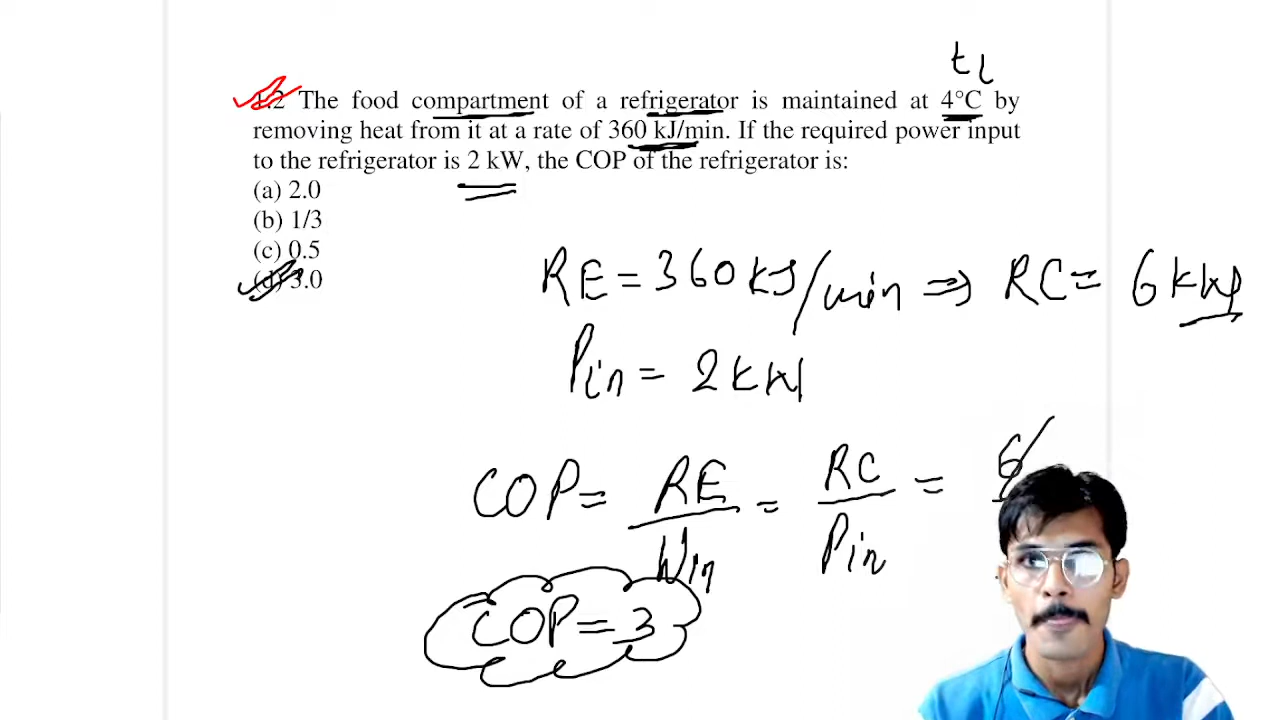 t L
1.2 The food compartment of a refrigerator is maintained at 4°C by
removing heat from it at a rate of 360 kJ/min. If the required power input
to the refrigerator is 2 kW, the COP of the refrigerator is:
(a) 2.0
(b) 1/3
(c) 0.5
(d) 3.0
RE = 360 kJ/min ⇒ RC = 6 kW
Pin = 2 kW
COP = RE/Win = RC/Pin = 6/
COP = 3